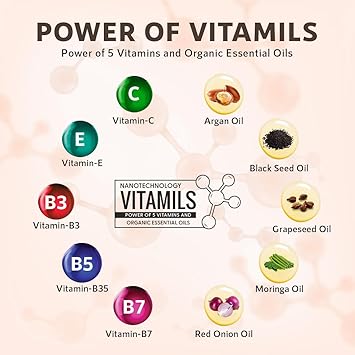 POWER OF VITAMILS
Power of 5 Vitamins and Organic Essential Oils
C
Vitamin-C
Argan Oil
E
Vitamin-E
Black Seed Oil
B3
Vitamin-B3
NANOTECHNOLOGY
VITAMILS
POWER OF 5 VITAMINS AND
ORGANIC ESSENTIAL OILS
Grapeseed Oil
B5
Vitamin-B35
Moringa Oil
B7
Vitamin-B7
Red Onion Oil